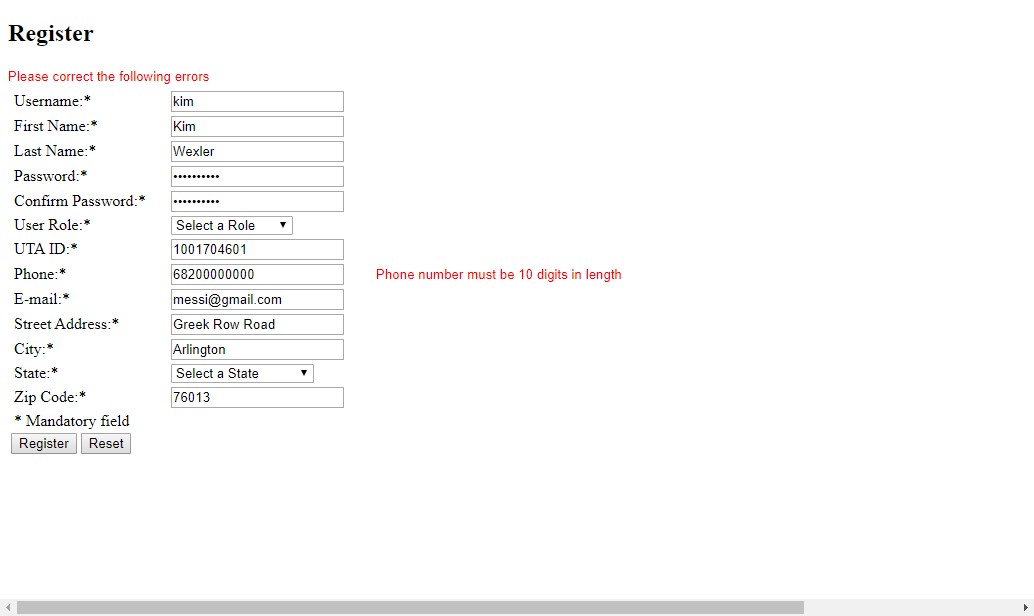 Register
Please correct the following errors
Username:* kim
First Name:* Kim
Last Name:* Wexler
Password:* ••••••••••
Confirm Password:* ••••••••••
User Role:* Select a Role
UTA ID:* 1001704601
Phone:* 68200000000 Phone number must be 10 digits in length
E-mail:* messi@gmail.com
Street Address:* Greek Row Road
City:* Arlington
State:* Select a State
Zip Code:* 76013
* Mandatory field
Register Reset